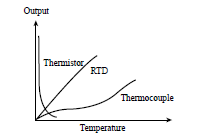 Output
Thermistor
RTD
Thermocouple
Temperature